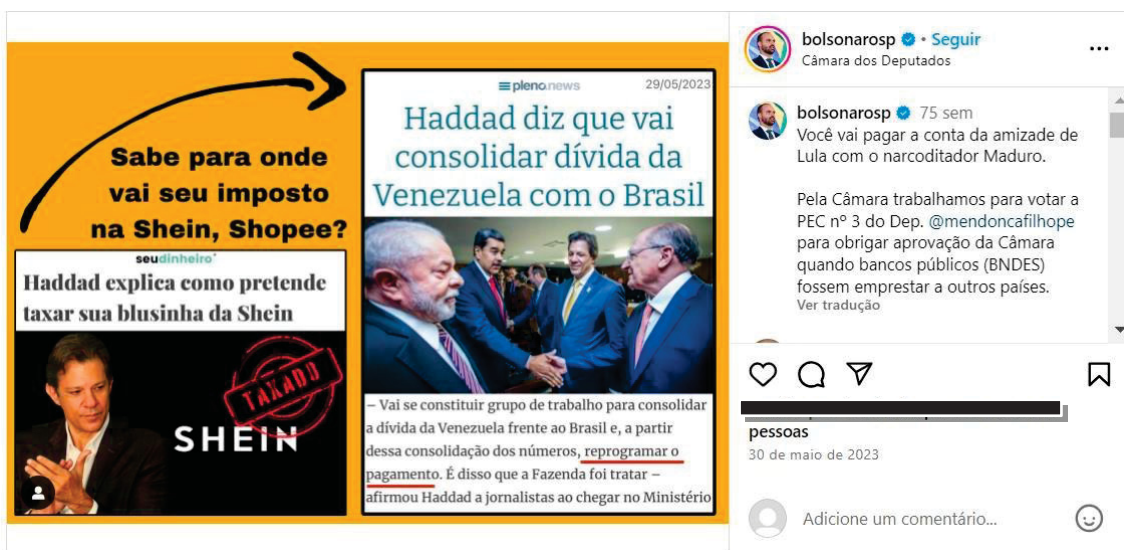 Sabe para onde
vai seu imposto
na Shein, Shopee?
seudinheiro
Haddad explica como pretende
taxar sua blusinha da Shein
TAXADO
SHEIN
pleno.news
29/05/2023
Haddad diz que vai
consolidar dívida da
Venezuela com o Brasil
– Vai se constituir grupo de trabalho para consolidar
a dívida da Venezuela frente ao Brasil e, a partir
dessa consolidação dos números, reprogramar o
pagamento. É disso que a Fazenda foi tratar –
afirmou Haddad a jornalistas ao chegar no Ministério
bolsonarosp • Seguir
Câmara dos Deputados
bolsonarosp 75 sem
Você vai pagar a conta da amizade de
Lula com o narcoditador Maduro.
Pela Câmara trabalhamos para votar a
PEC nº 3 do Dep. @mendoncafilhope
para obrigar aprovação da Câmara
quando bancos públicos (BNDES)
fossem emprestar a outros países.
Ver tradução
pessoas
30 de maio de 2023
Adicione um comentário...